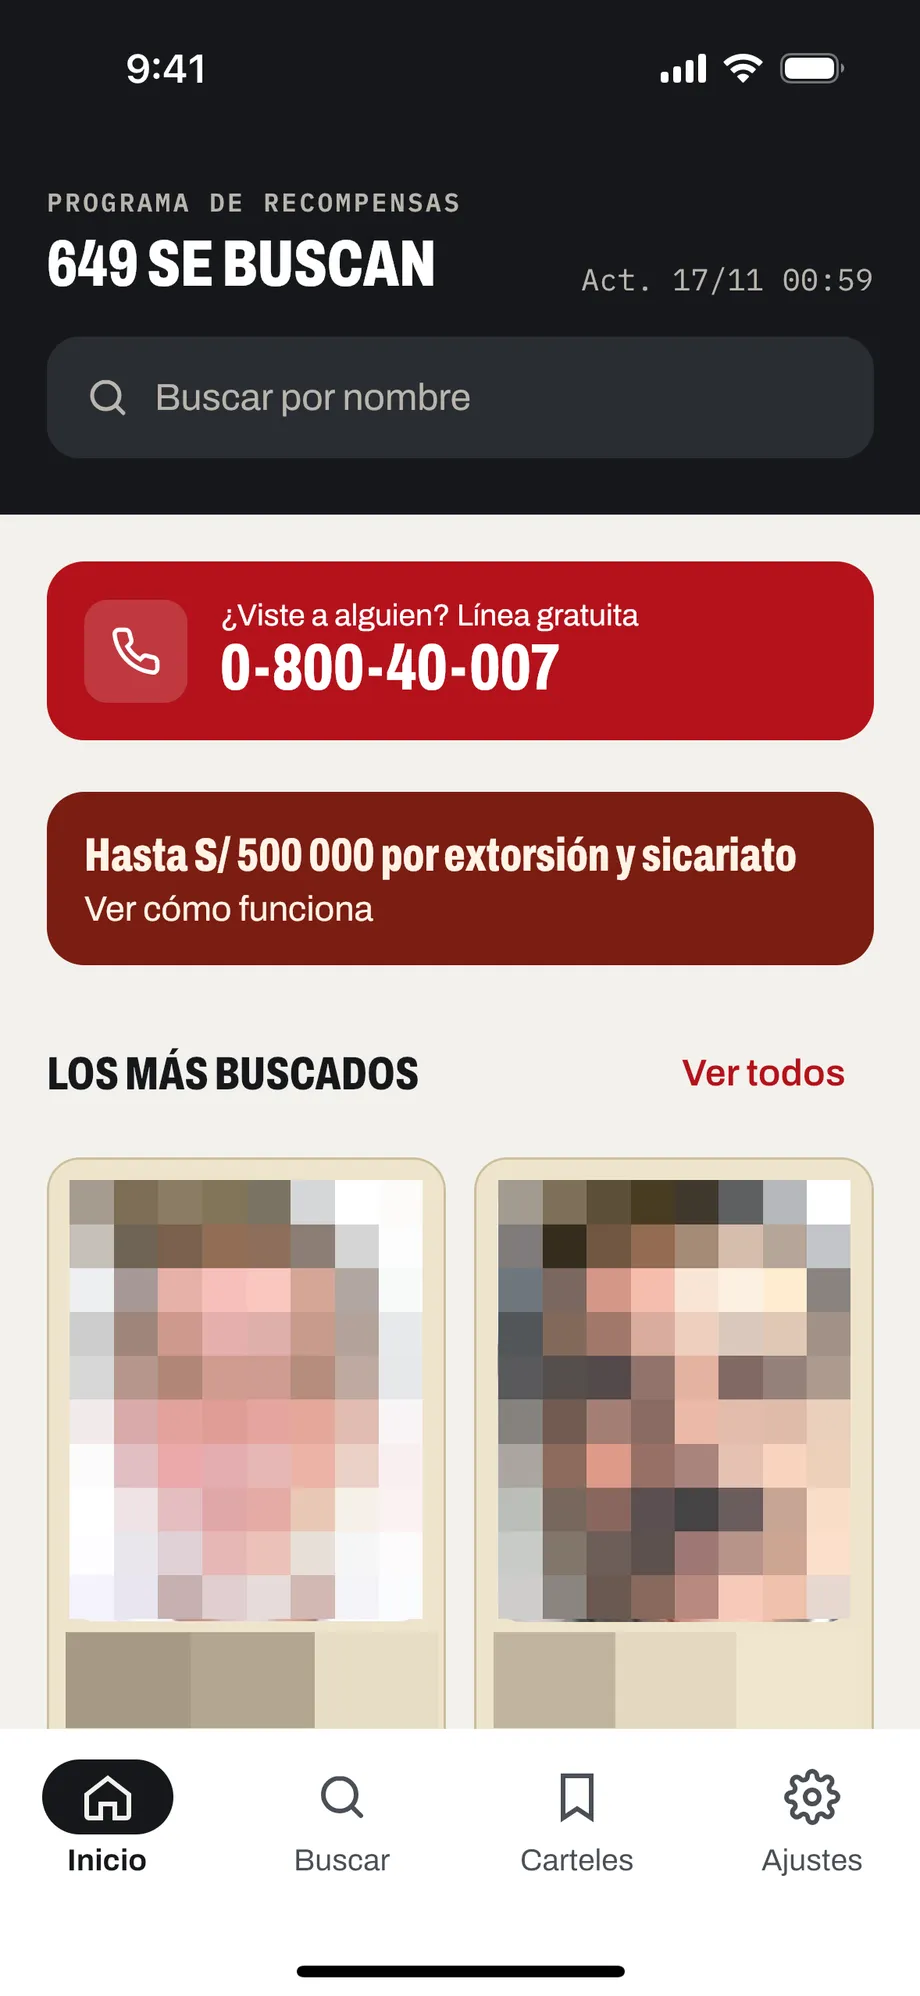 9:41
PROGRAMA DE RECOMPENSAS
649 SE BUSCAN
Act. 17/11 00:59
Buscar por nombre
¿Viste a alguien? Línea gratuita
0-800-40-007
Hasta S/ 500 000 por extorsión y sicariato
Ver cómo funciona
LOS MÁS BUSCADOS
Ver todos
Inicio
Buscar
Carteles
Ajustes